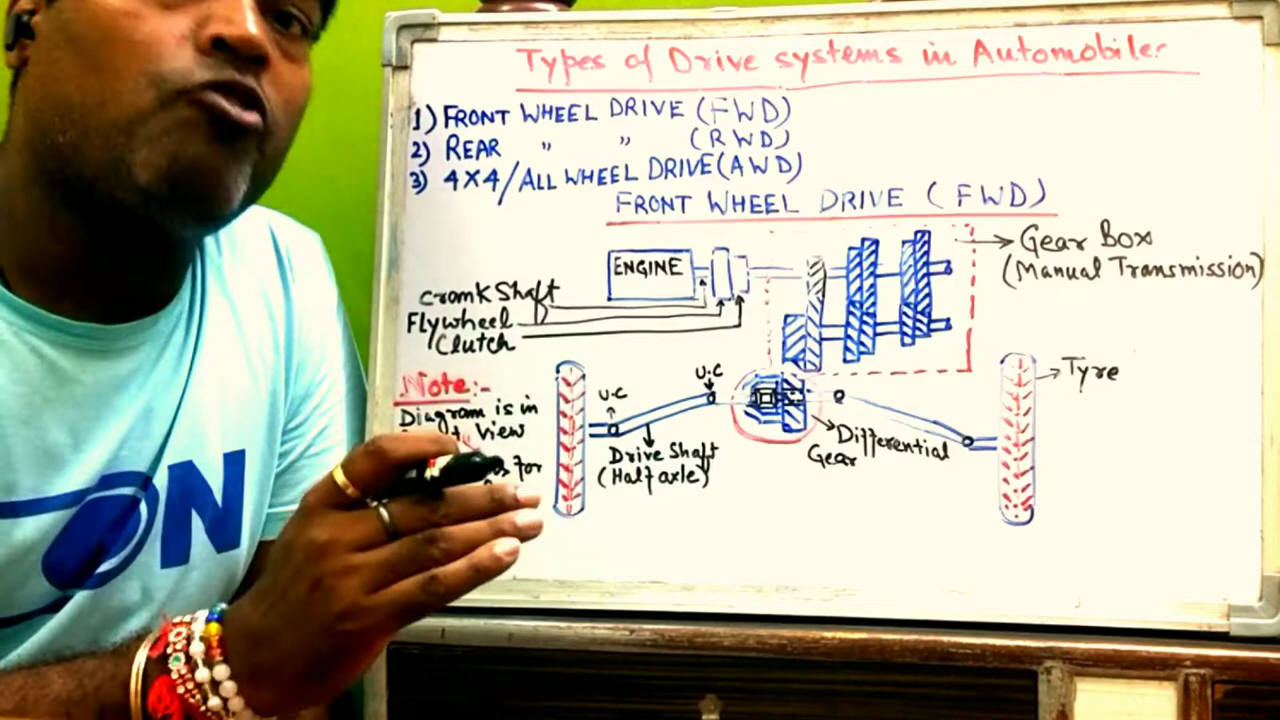 Types of Drive systems in Automobiles
1) FRONT WHEEL DRIVE (FWD)
2) REAR " " (RWD)
3) 4X4/ALL WHEEL DRIVE(AWD)
FRONT WHEEL DRIVE (FWD)
ENGINE
Gear Box
(Manual Transmission)
Cramk Shaft
Flywheel
Clutch
Note:-
Diagram is in
View
for
U.C
U.C
Drive Shaft
(Half axle)
Differential
Gear
Tyre
ON